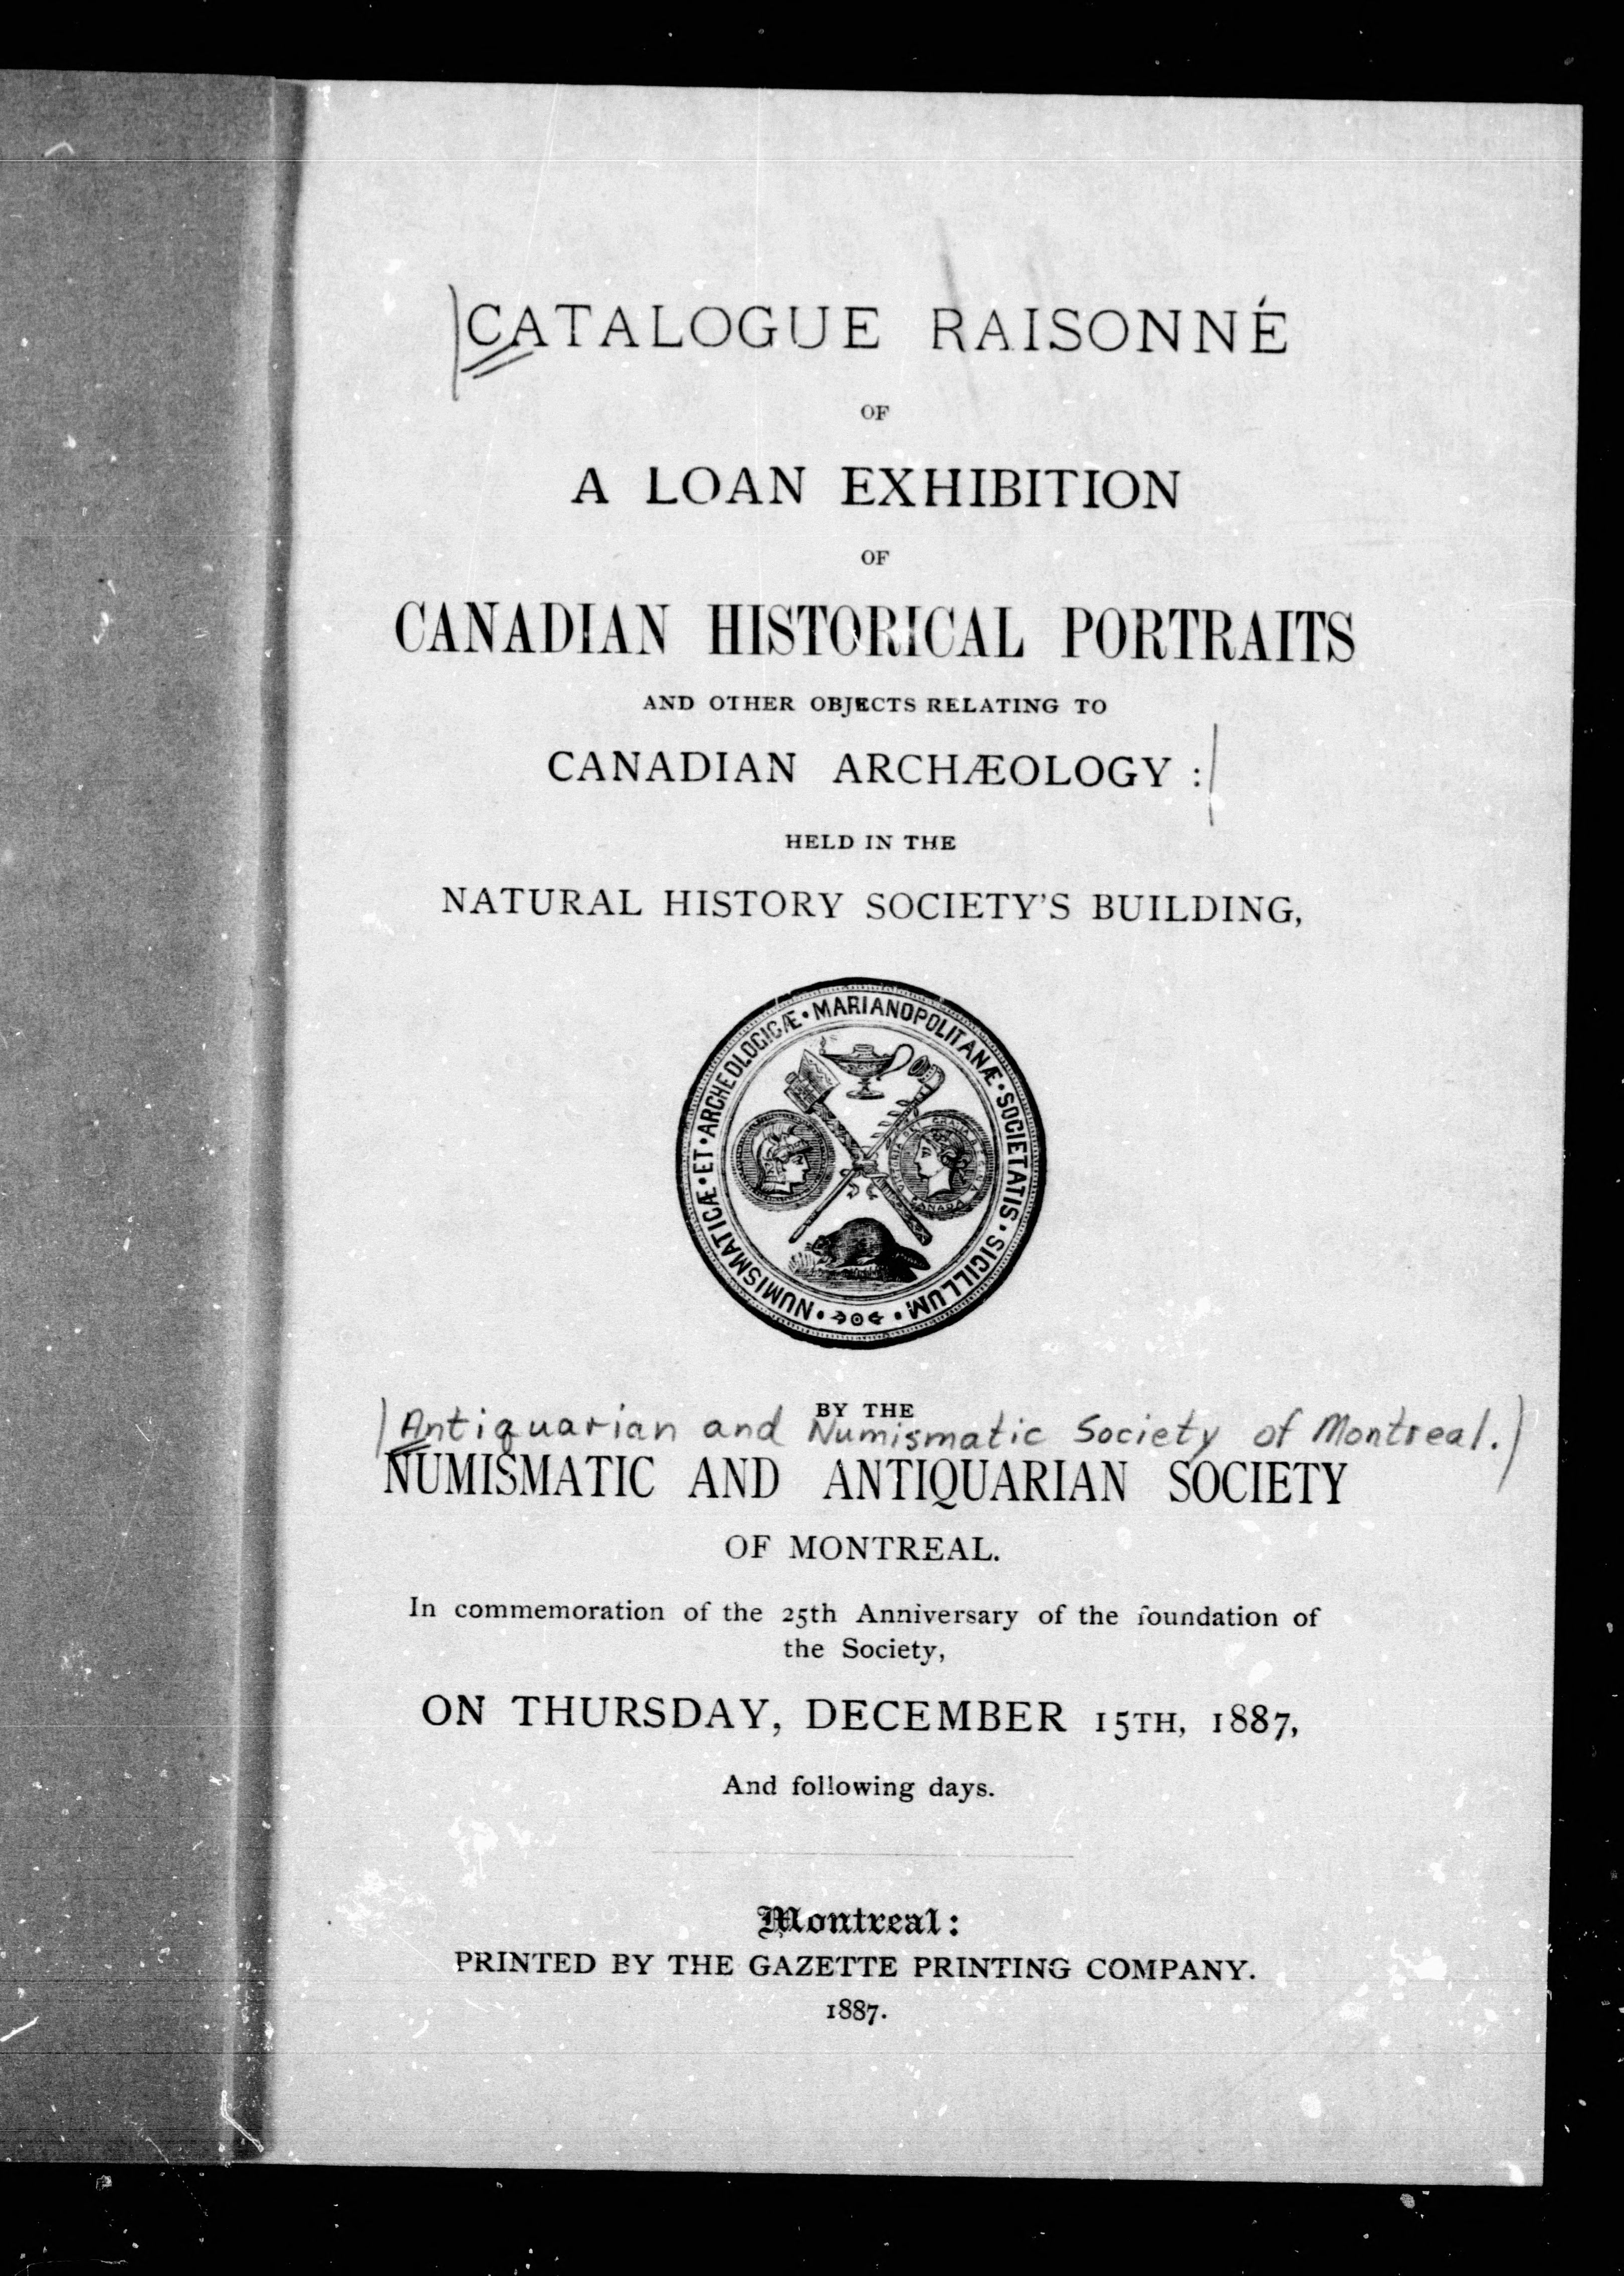 CATALOGUE RAISONNÉ
OF
A LOAN EXHIBITION
OF
CANADIAN HISTORICAL PORTRAITS
AND OTHER OBJECTS RELATING TO
CANADIAN ARCHÆOLOGY :
HELD IN THE
NATURAL HISTORY SOCIETY'S BUILDING,
NUMISMATICÆ • ET • ARCHEOLOGICÆ • MARIANOPOLITANÆ • SOCIETATIS • SIGILLUM •
CANADA
BY THE
Antiquarian and Numismatic Society of Montreal.
NUMISMATIC AND ANTIQUARIAN SOCIETY
OF MONTREAL.
In commemoration of the 25th Anniversary of the foundation of
the Society,
ON THURSDAY, DECEMBER 15TH, 1887,
And following days.
Montreal:
PRINTED BY THE GAZETTE PRINTING COMPANY.
1887.